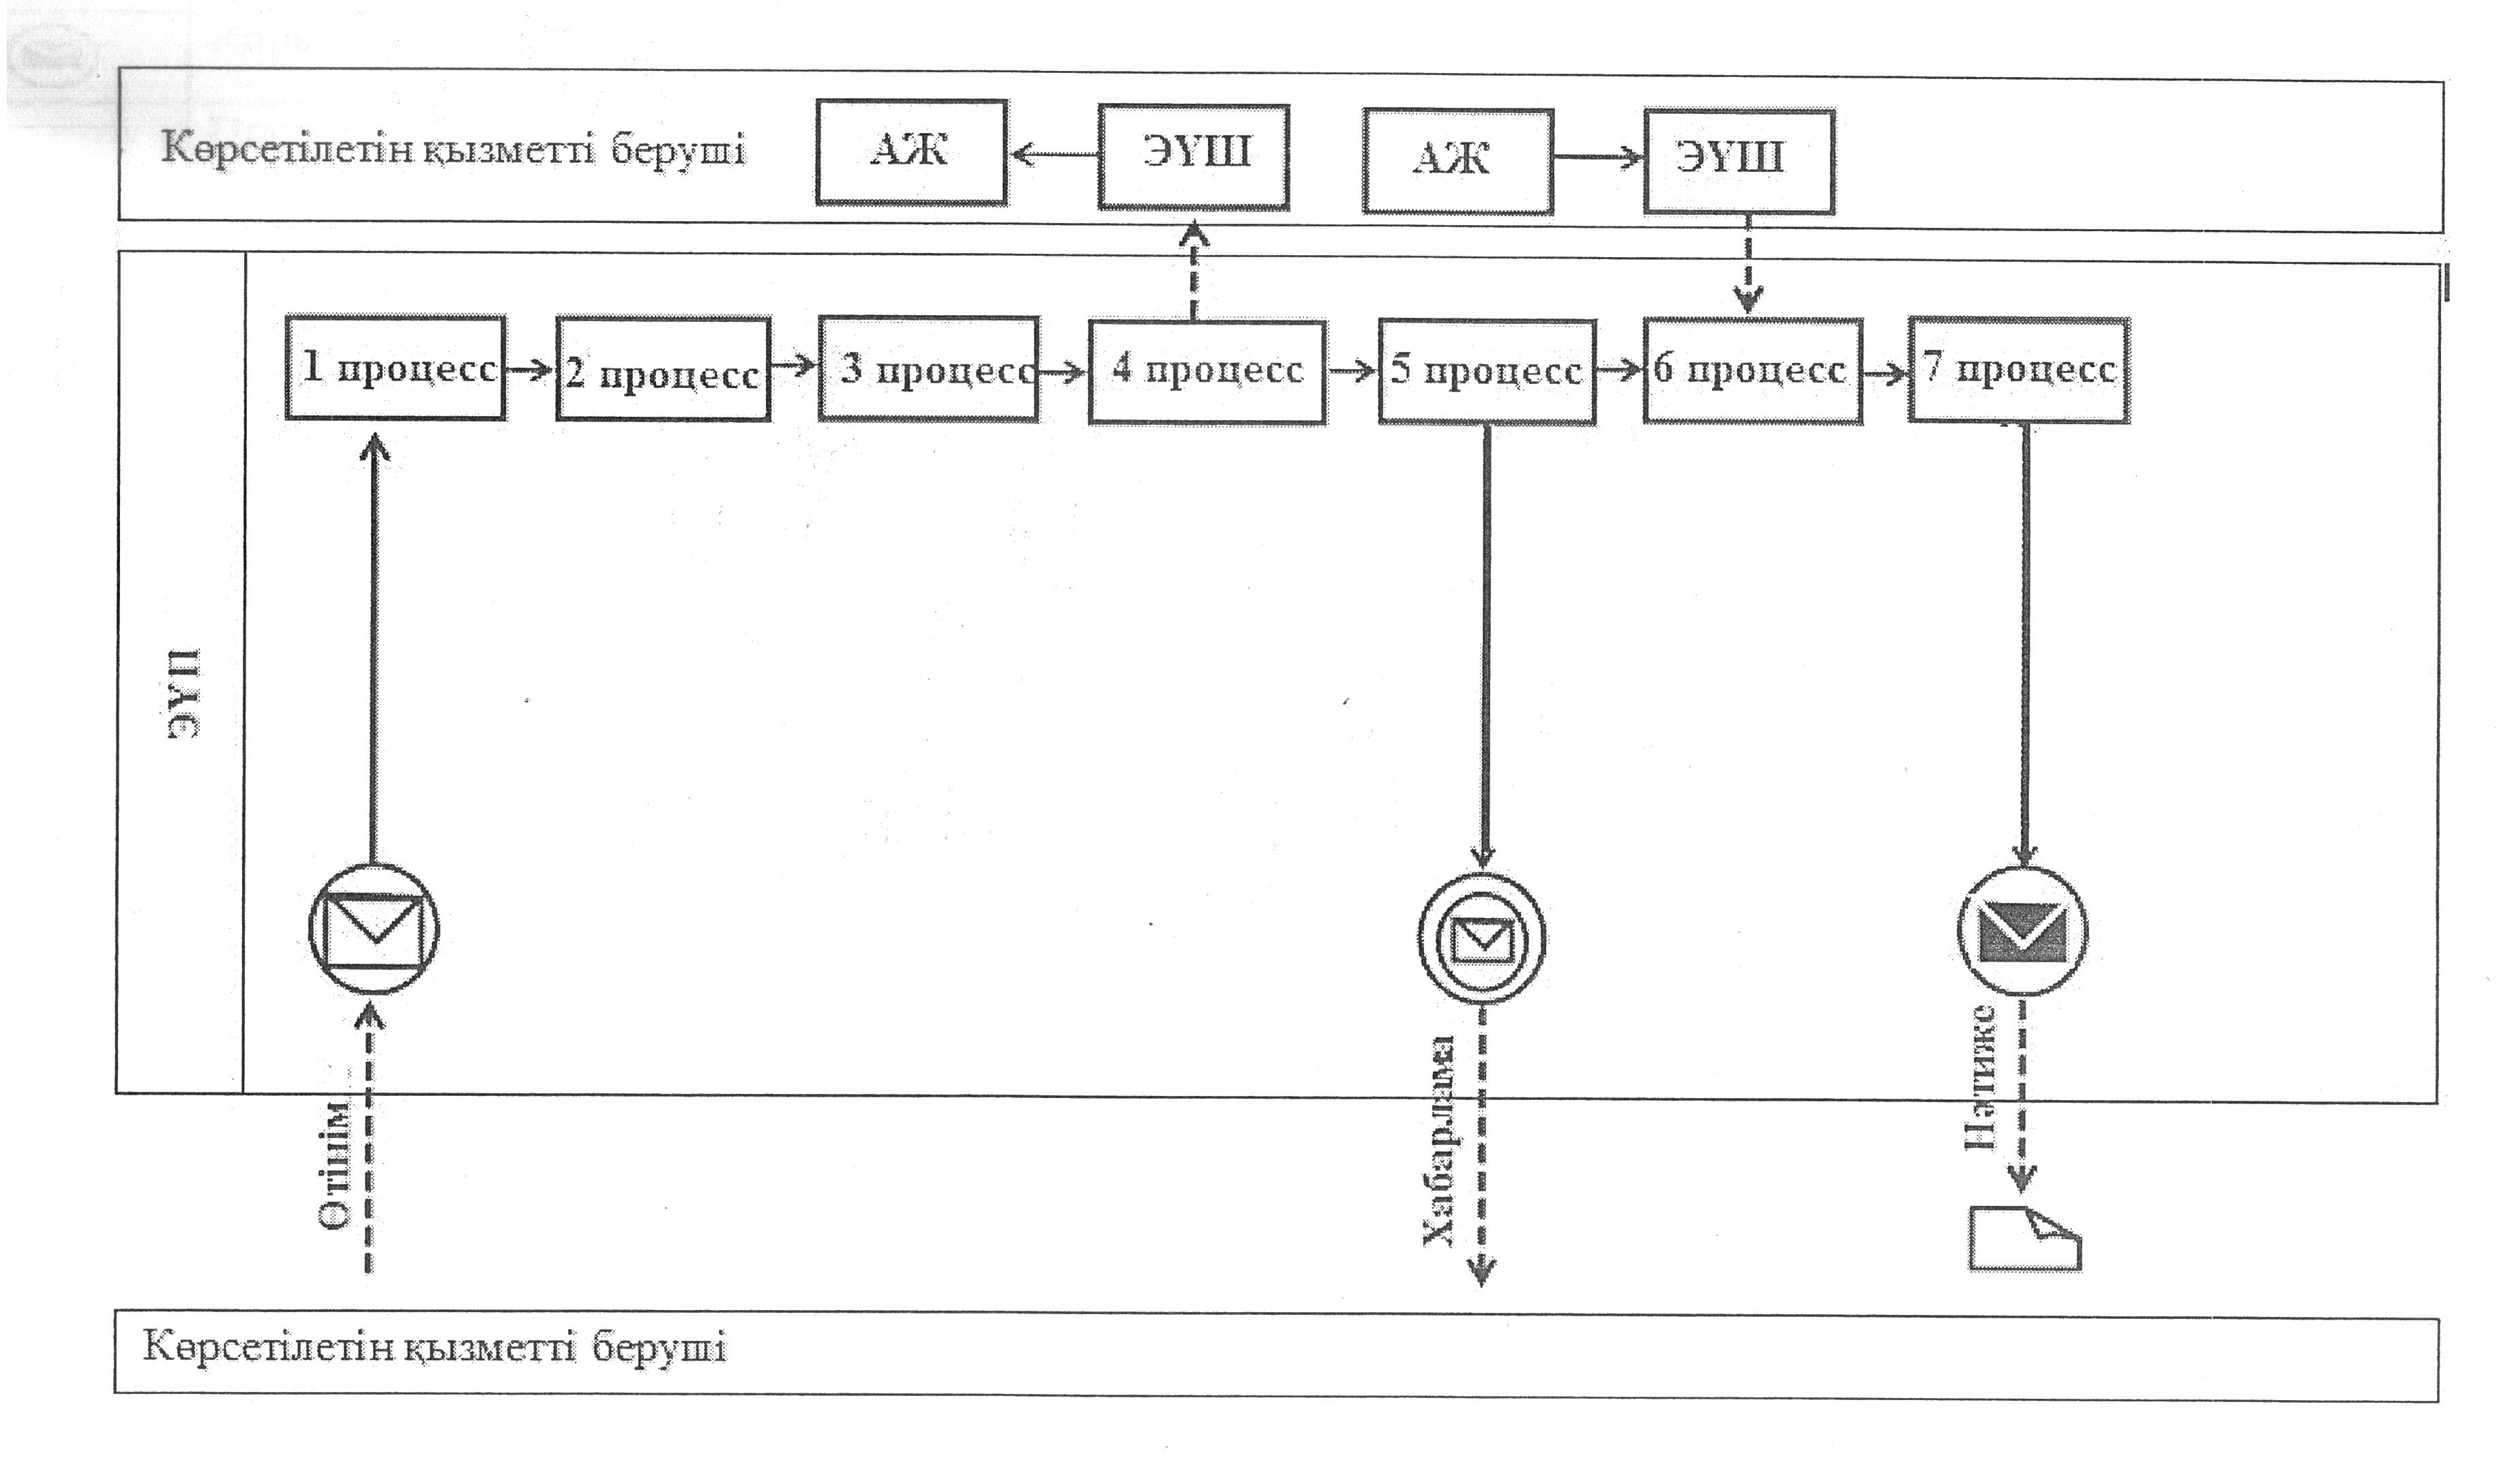 Көрсетілетін қызметті беруші
АЖ
ЭҮШ
АЖ
ЭҮШ
1 процесс
2 процесс
3 процесс
4 процесс
5 процесс
6 процесс
7 процесс
ЭҮП
Өтінім
Хабарлама
Нәтиже
Көрсетілетін қызметті беруші